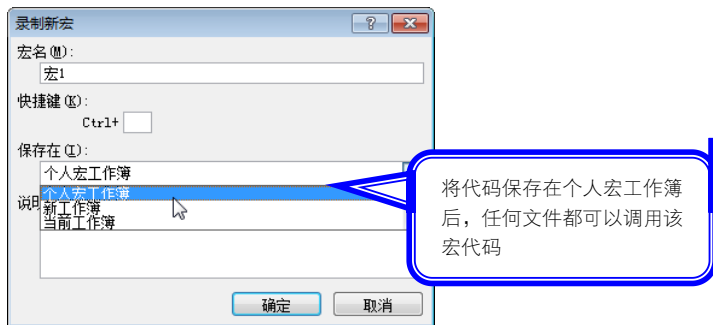 录制新宏
宏名(M):
宏1
快捷键(K):
Ctrl+
保存在(I):
个人宏工作簿
个人宏工作簿
说明
新工作簿
当前工作簿
将代码保存在个人宏工作簿
后，任何文件都可以调用该
宏代码
确定
取消